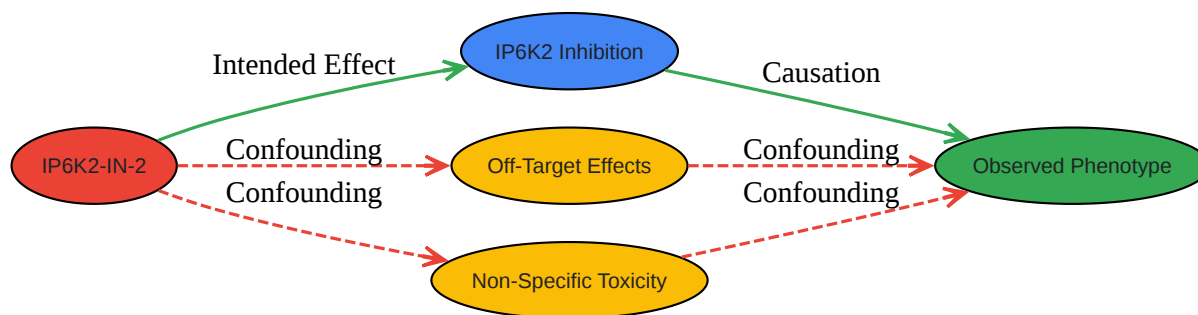 IP6K2 Inhibition
Intended Effect
Causation
Confounding
Confounding
IP6K2-IN-2
Off-Target Effects
Observed Phenotype
Confounding
Confounding
Non-Specific Toxicity